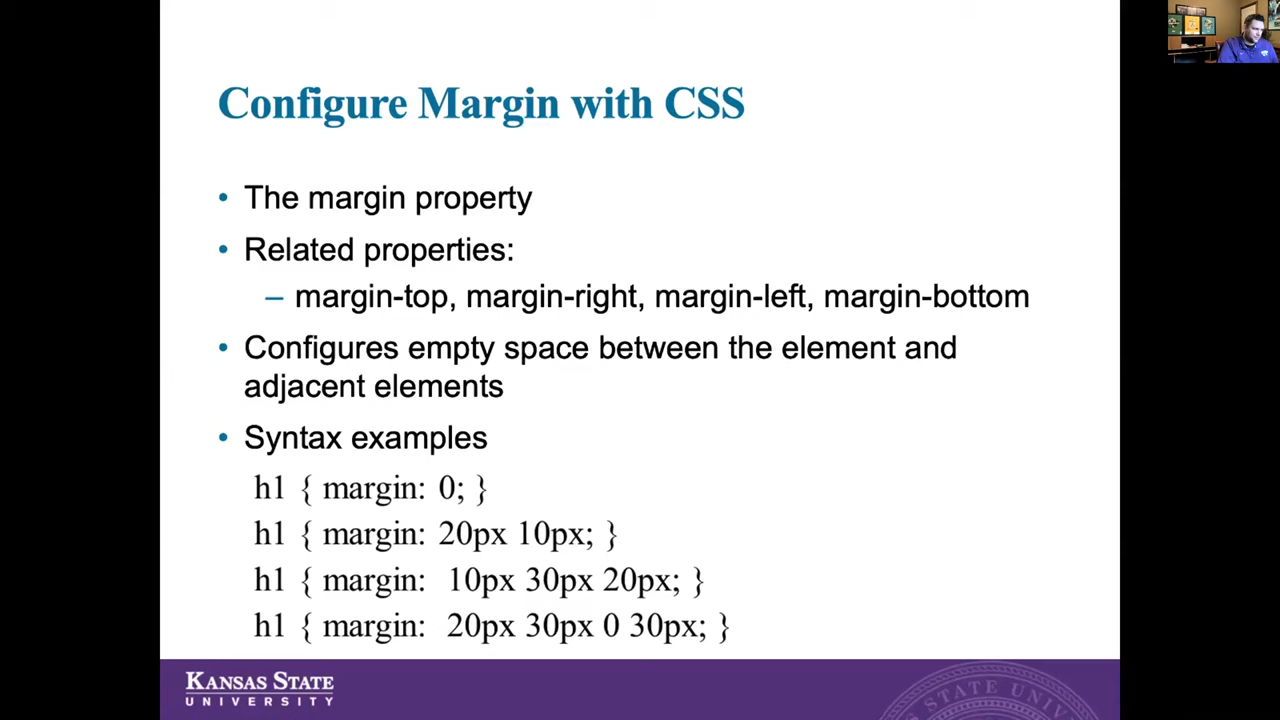 Configure Margin with CSS
• The margin property
• Related properties:
– margin-top, margin-right, margin-left, margin-bottom
• Configures empty space between the element and
adjacent elements
• Syntax examples
h1 { margin: 0; }
h1 { margin: 20px 10px; }
h1 { margin: 10px 30px 20px; }
h1 { margin: 20px 30px 0 30px; }
KANSAS STATE
UNIVERSITY
STATE UNIV